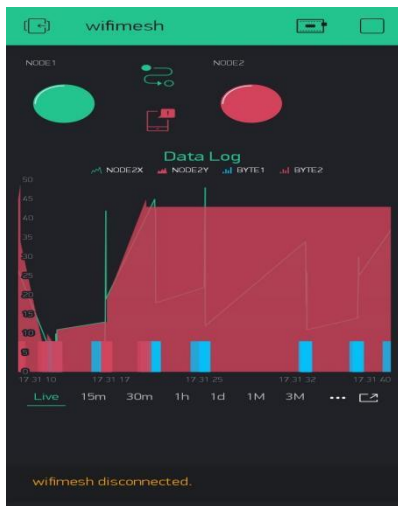 wifimesh
NODE1
NODE2
1
Data Log
NODE2X NODE2Y BYTE1 BYTE2
50
45
40
35
30
25
20
15
10
5
0
17:31:10 17:31:17 17:31:25 17:31:32 17:31:40
Live 15m 30m 1h 1d 1M 3M ...
wifimesh disconnected.